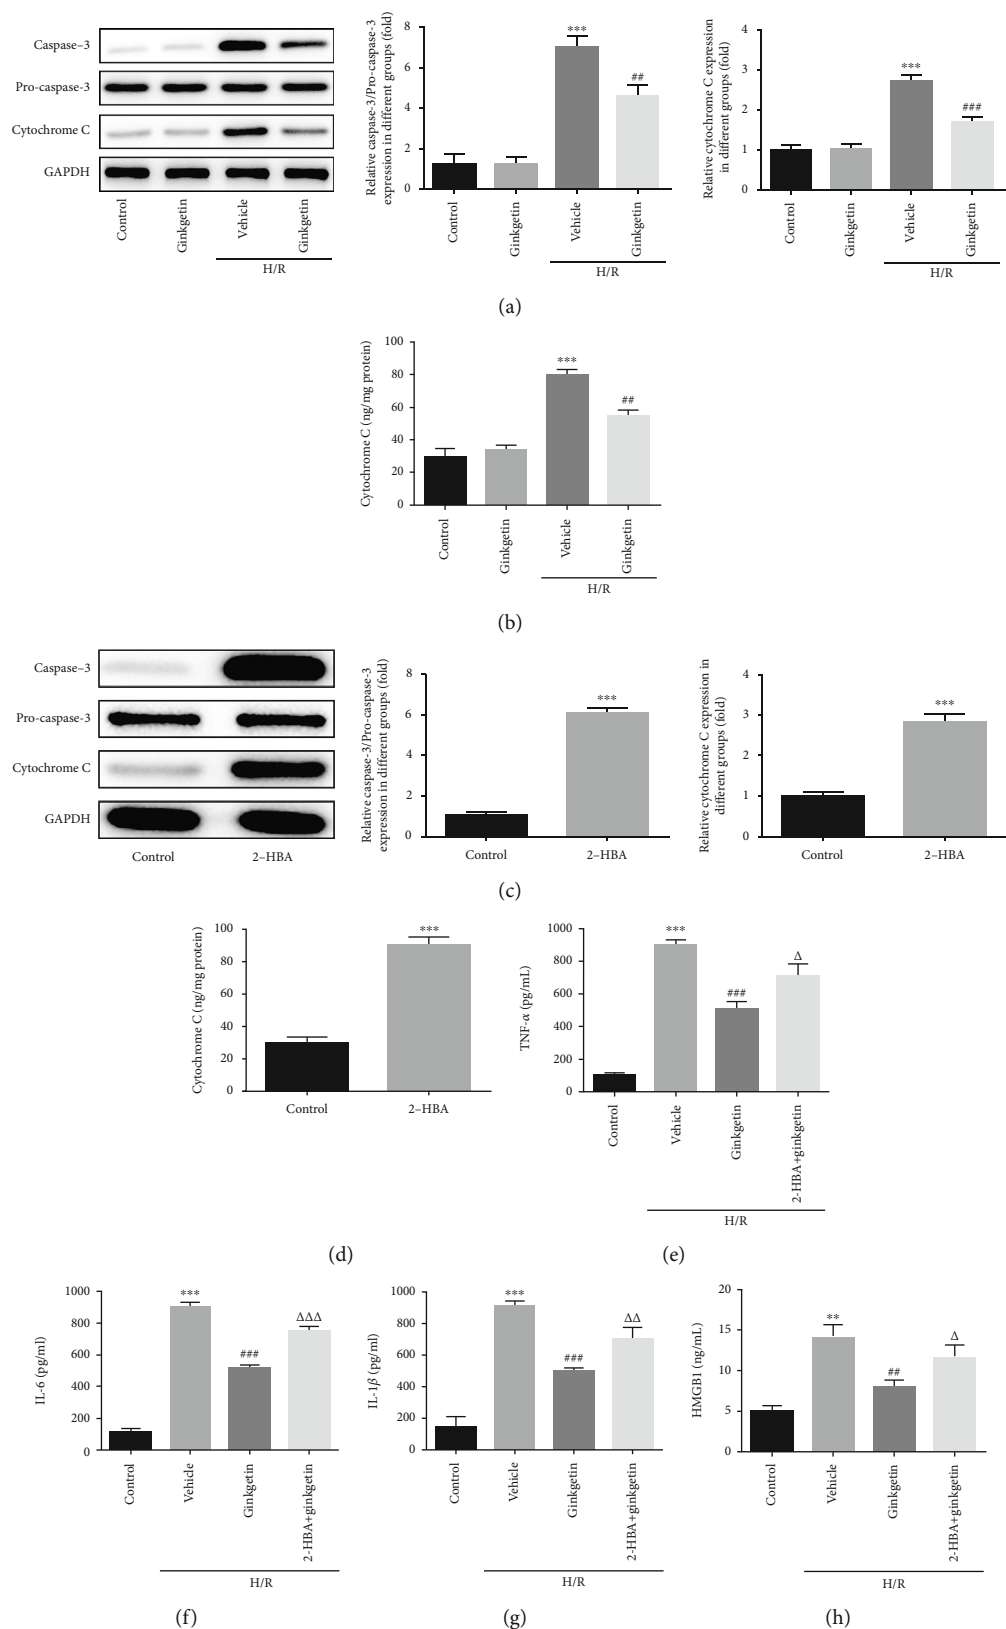 Caspase–3
Pro-caspase-3
Cytochrome C
GAPDH
Control
Ginkgetin
Vehicle
Ginkgetin
H/R
Relative caspase-3/Pro-caspase-3
expression in different groups (fold)
8
6
4
2
0
***
##
Control
Ginkgetin
Vehicle
Ginkgetin
H/R
Relative cytochrome C expression
in different groups (fold)
4
3
2
1
0
***
###
Control
Ginkgetin
Vehicle
Ginkgetin
H/R
(a)
Cytochrome C (ng/mg protein)
100
80
60
40
20
0
***
##
Control
Ginkgetin
Vehicle
Ginkgetin
H/R
(b)
Caspase–3
Pro-caspase-3
Cytochrome C
GAPDH
Control
2–HBA
Relative caspase-3/Pro-caspase-3
expression in different groups (fold)
8
6
4
2
0
***
Control
2–HBA
Relative cytochrome C expression in
different groups (fold)
4
3
2
1
0
***
Control
2–HBA
(c)
Cytochrome C (ng/mg protein)
100
80
60
40
20
0
***
Control
2–HBA
(d)
TNF-α (pg/mL)
1000
800
600
400
200
0
***
###
Δ
Control
Vehicle
Ginkgetin
2-HBA+ginkgetin
H/R
(e)
IL-6 (pg/ml)
1000
800
600
400
200
0
***
###
ΔΔΔ
Control
Vehicle
Ginkgetin
2-HBA+ginkgetin
H/R
(f)
IL-1β (pg/ml)
1000
800
600
400
200
0
***
###
ΔΔ
Control
Vehicle
Ginkgetin
2-HBA+ginkgetin
H/R
(g)
HMGB1 (ng/mL)
20
15
10
5
0
**
##
Δ
Control
Vehicle
Ginkgetin
2-HBA+ginkgetin
H/R
(h)